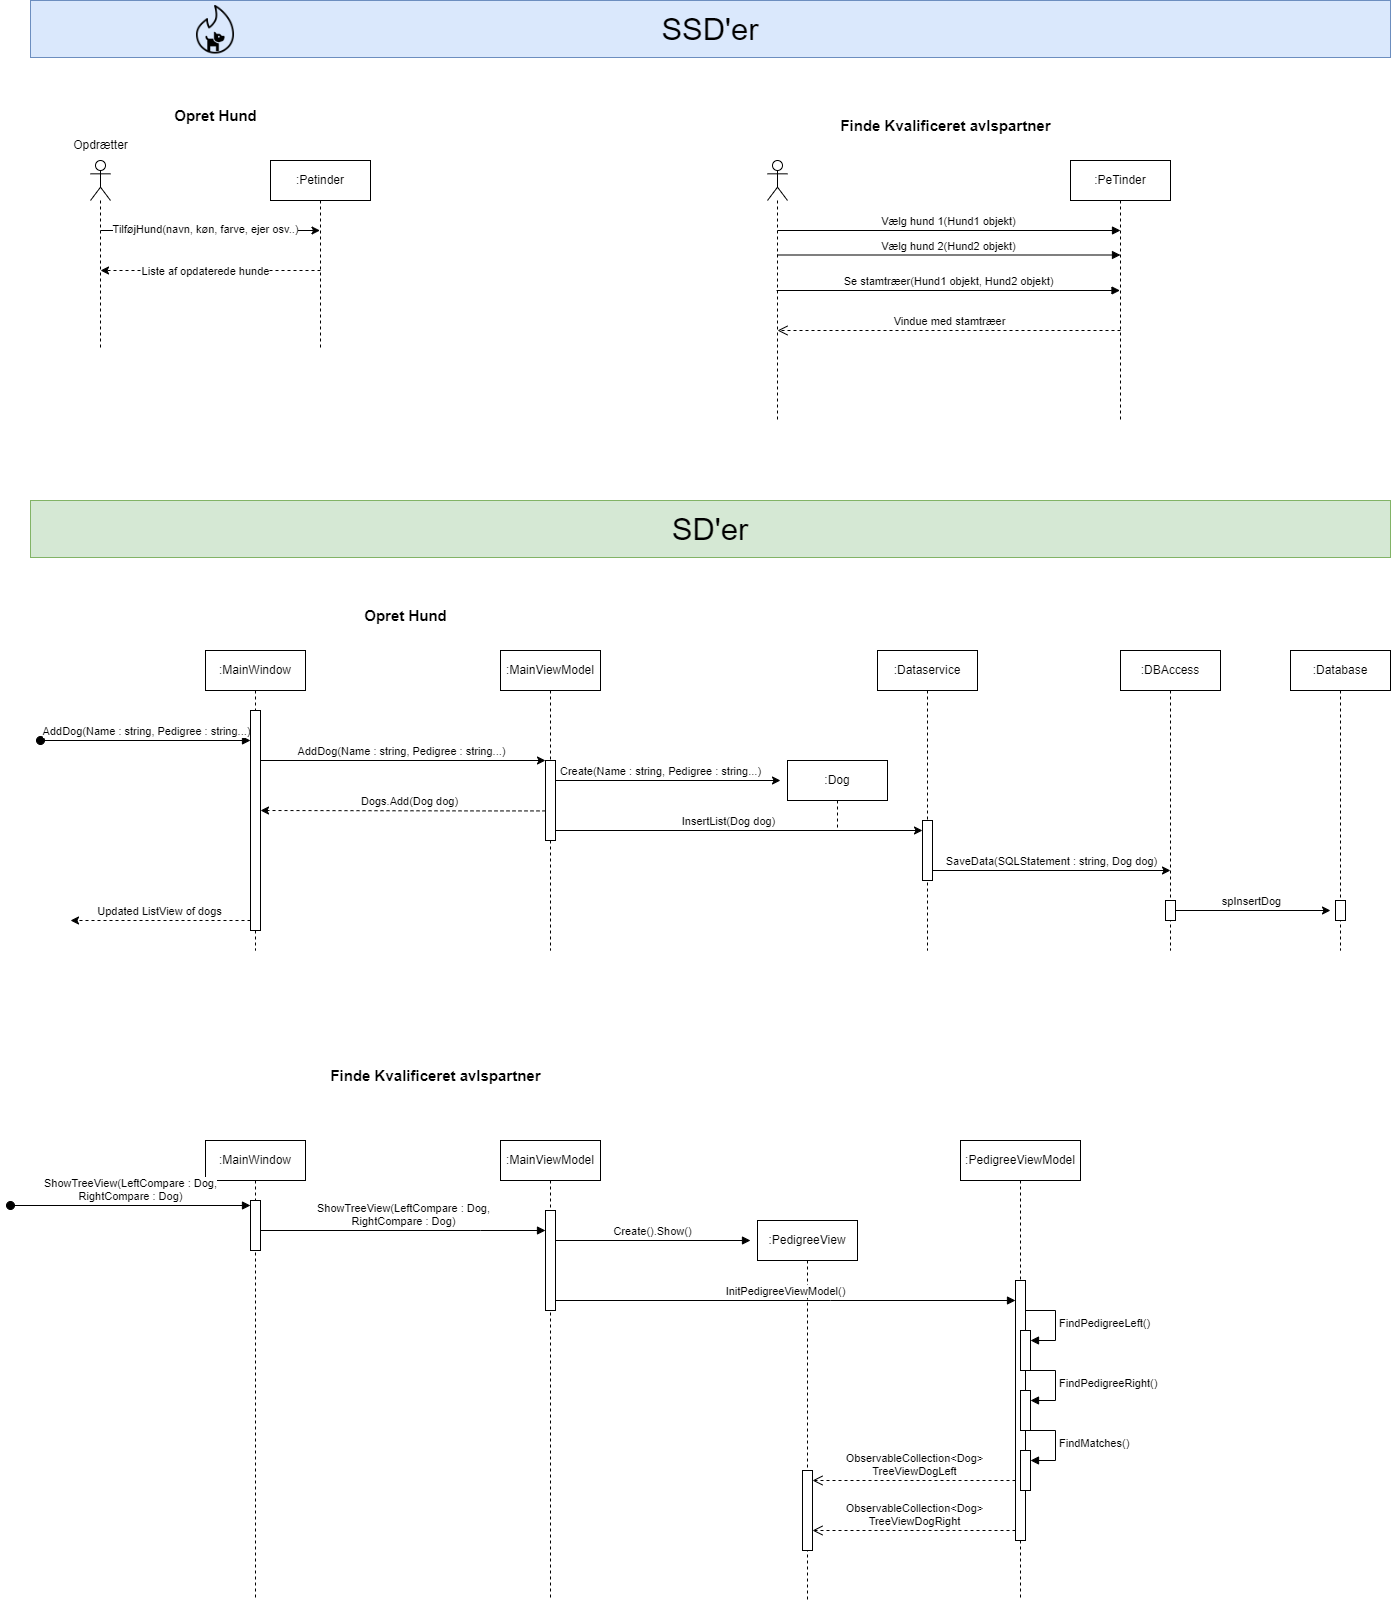 SSD'er
Opret Hund
Opdrætter
:Petinder
TilføjHund(navn, køn, farve, ejer osv..)
Liste af opdaterede hunde
Finde Kvalificeret avlspartner
:PeTinder
Vælg hund 1(Hund1 objekt)
Vælg hund 2(Hund2 objekt)
Se stamtræer(Hund1 objekt, Hund2 objekt)
Vindue med stamtræer
SD'er
Opret Hund
:MainWindow
:MainViewModel
:Dataservice
:DBAccess
:Database
AddDog(Name : string, Pedigree : string...)
AddDog(Name : string, Pedigree : string...)
Create(Name : string, Pedigree : string...)
:Dog
Dogs.Add(Dog dog)
InsertList(Dog dog)
SaveData(SQLStatement : string, Dog dog)
spInsertDog
Updated ListView of dogs
Finde Kvalificeret avlspartner
:MainWindow
:MainViewModel
:PedigreeViewModel
ShowTreeView(LeftCompare : Dog,
RightCompare : Dog)
ShowTreeView(LeftCompare : Dog,
RightCompare : Dog)
Create().Show()
:PedigreeView
InitPedigreeViewModel()
FindPedigreeLeft()
FindPedigreeRight()
FindMatches()
ObservableCollection<Dog>
TreeViewDogLeft
ObservableCollection<Dog>
TreeViewDogRight